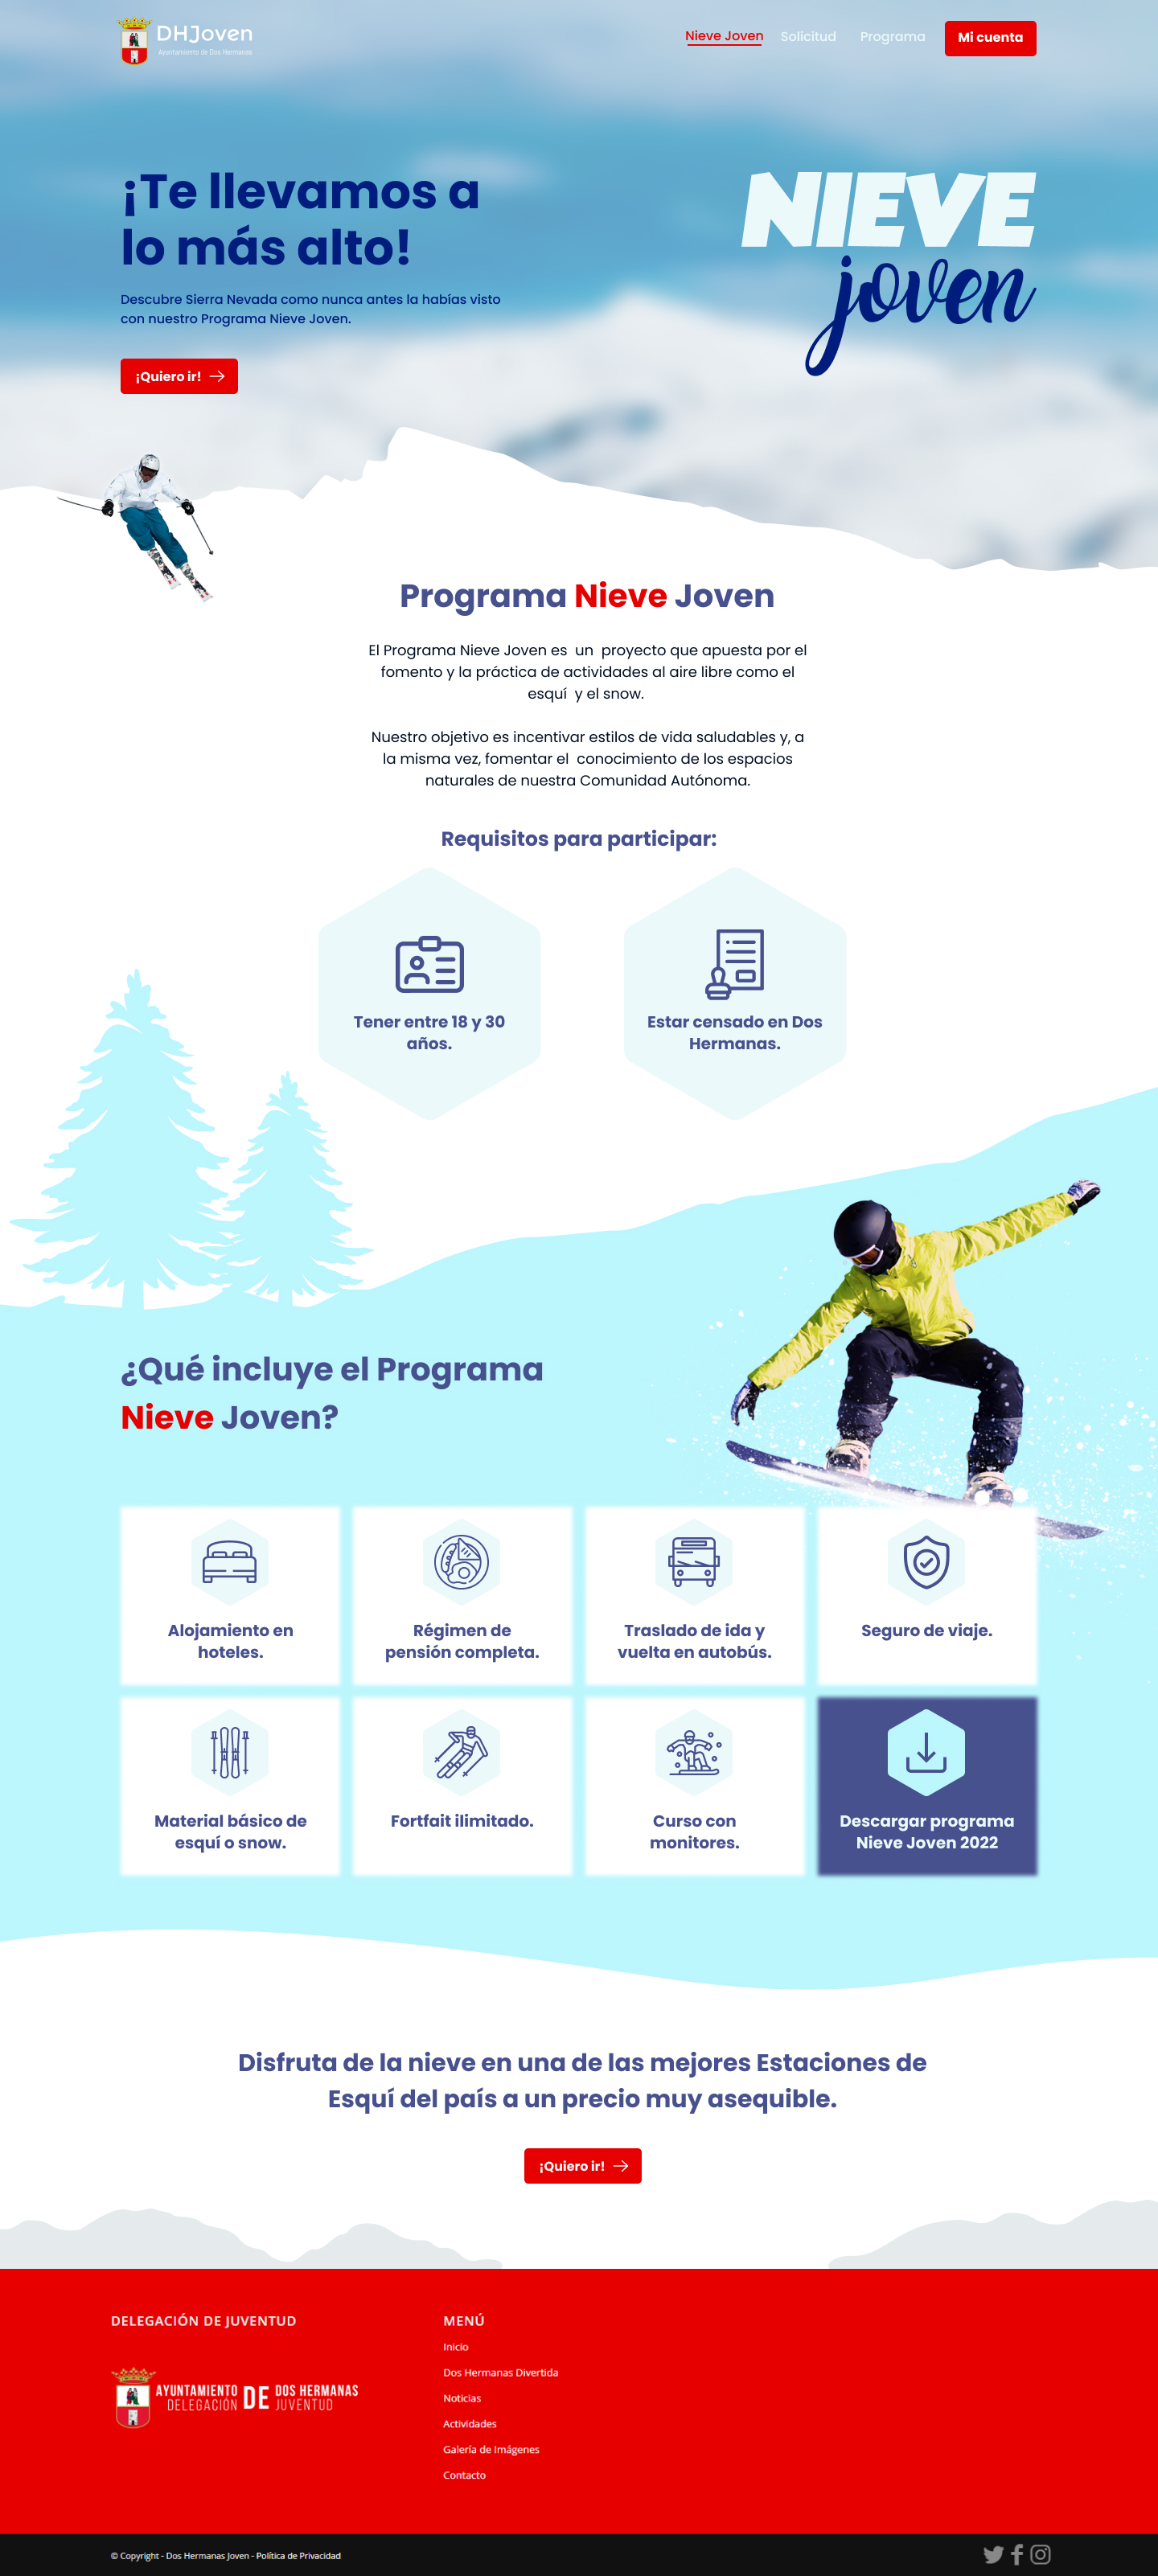 DHJoven
Ayuntamiento de Dos Hermanas
Nieve Joven
Solicitud
Programa
Mi cuenta
¡Te llevamos a
lo más alto!
Descubre Sierra Nevada como nunca antes la habías visto
con nuestro Programa Nieve Joven.
¡Quiero ir!
NIEVE
joven
Programa Nieve Joven
El Programa Nieve Joven es un proyecto que apuesta por el
fomento y la práctica de actividades al aire libre como el
esquí y el snow.
Nuestro objetivo es incentivar estilos de vida saludables y, a
la misma vez, fomentar el conocimiento de los espacios
naturales de nuestra Comunidad Autónoma.
Requisitos para participar:
Tener entre 18 y 30
años.
Estar censado en Dos
Hermanas.
¿Qué incluye el Programa
Nieve Joven?
Alojamiento en
hoteles.
Régimen de
pensión completa.
Traslado de ida y
vuelta en autobús.
Seguro de viaje.
Material básico de
esquí o snow.
Fortfait ilimitado.
Curso con
monitores.
Descargar programa
Nieve Joven 2022
Disfruta de la nieve en una de las mejores Estaciones de
Esquí del país a un precio muy asequible.
¡Quiero ir!
DELEGACIÓN DE JUVENTUD
AYUNTAMIENTO DE DOS HERMANAS
DELEGACIÓN JUVENTUD
MENÚ
Inicio
Dos Hermanas Divertida
Noticias
Actividades
Galería de Imágenes
Contacto
© Copyright - Dos Hermanas Joven - Política de Privacidad